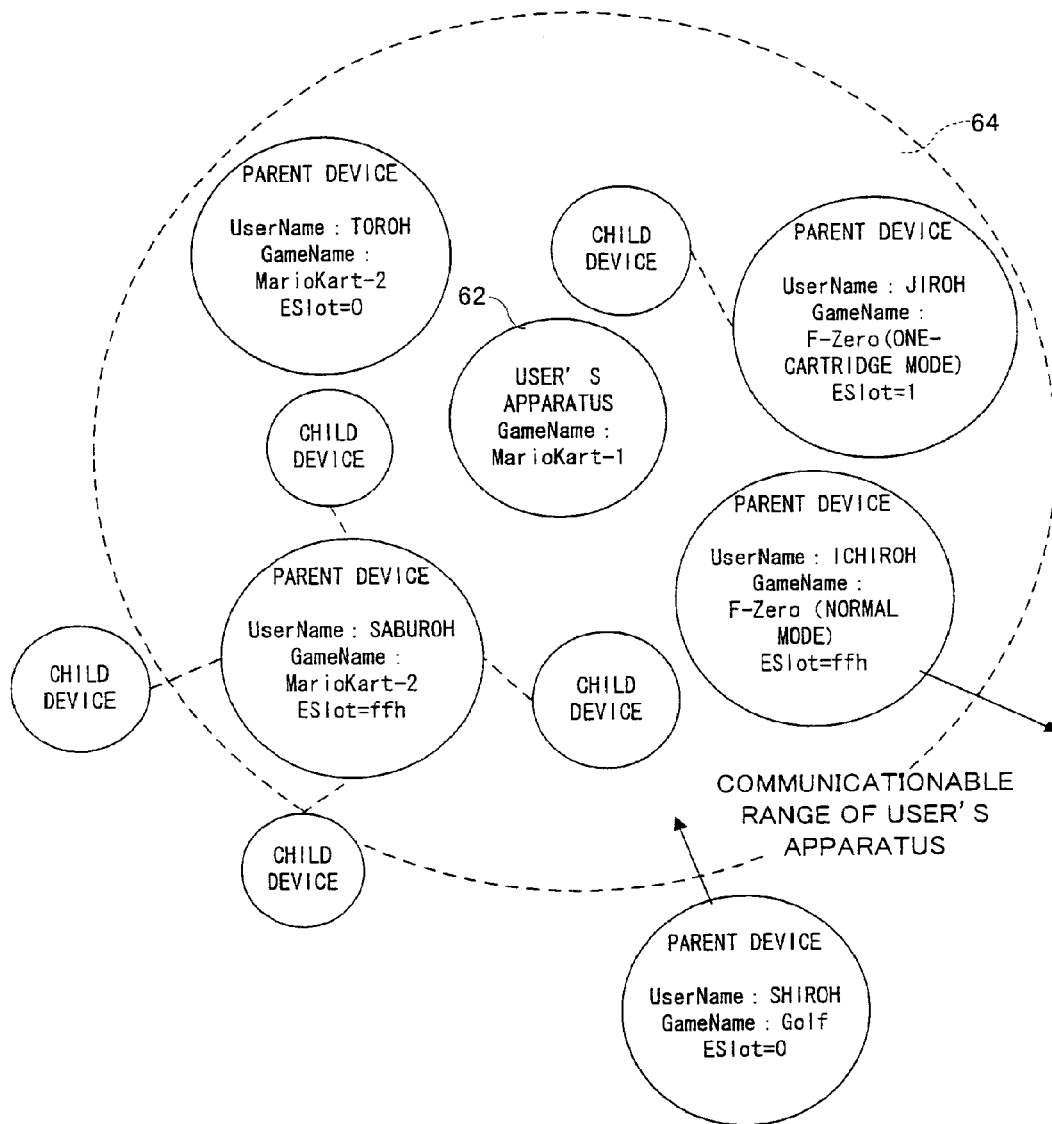 64
PARENT DEVICE
UserName : TOROH
GameName :
MarioKart-2
ESlot=0
CHILD
DEVICE
PARENT DEVICE
UserName : JIROH
GameName :
F-Zero(ONE-
CARTRIDGE MODE)
ESlot=1
62
USER'S
APPARATUS
GameName :
MarioKart-1
CHILD
DEVICE
PARENT DEVICE
UserName : ICHIROH
GameName :
F-Zero (NORMAL
MODE)
ESlot=ffh
PARENT DEVICE
UserName : SABUROH
GameName :
MarioKart-2
ESlot=ffh
CHILD
DEVICE
CHILD
DEVICE
COMMUNICATIONABLE
RANGE OF USER'S
APPARATUS
CHILD
DEVICE
PARENT DEVICE
UserName : SHIROH
GameName : Golf
ESlot=0